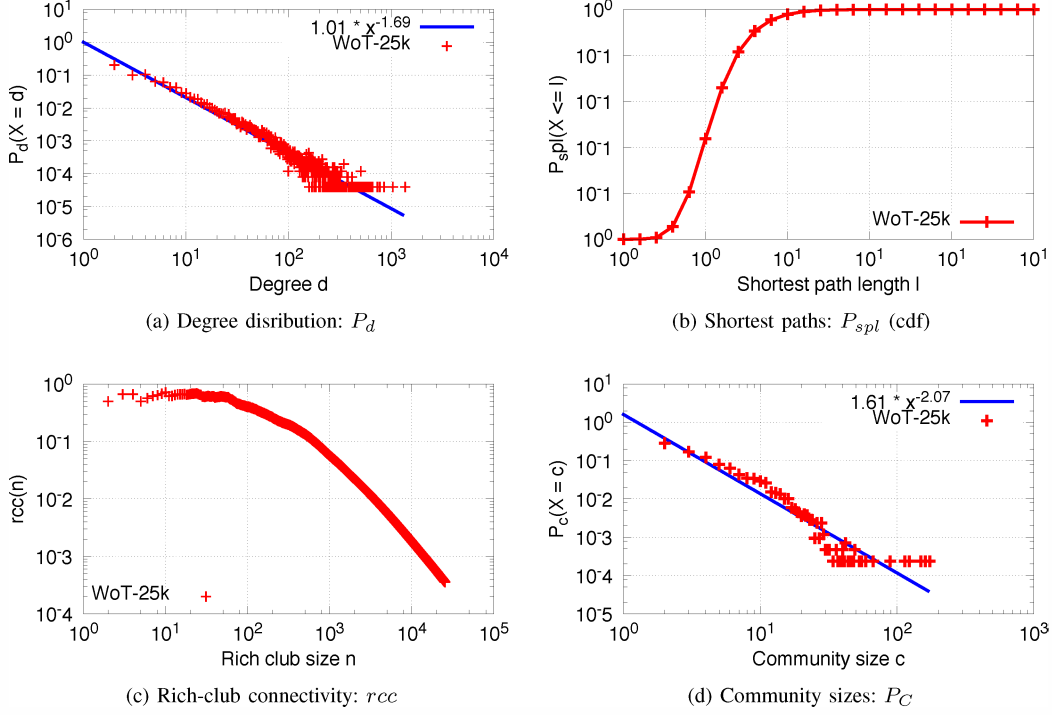 P_d(X = d)
10^0
10^-1
10^-2
10^-3
10^-4
10^-5
10^-6
1.01 * x^-1.69
WoT-25k
10^0 10^1 10^2 10^3 10^4
Degree d
(a) Degree disribution: P_d
P_spl(X <= l)
10^0
10^-1
10^-1
10^-1
10^-1
10^0
WoT-25k
10^0 10^0 10^1 10^1 10^1 10^1
Shortest path length l
(b) Shortest paths: P_spl (cdf)
rcc(n)
10^0
10^-1
10^-2
10^-3
10^-4
WoT-25k
10^0 10^1 10^2 10^3 10^4 10^5
Rich club size n
(c) Rich-club connectivity: rcc
P_c(X = c)
10^1
10^0
10^-1
10^-2
10^-3
10^-4
10^-5
1.61 * x^-2.07
WoT-25k
10^0 10^1 10^2 10^3
Community size c
(d) Community sizes: P_C